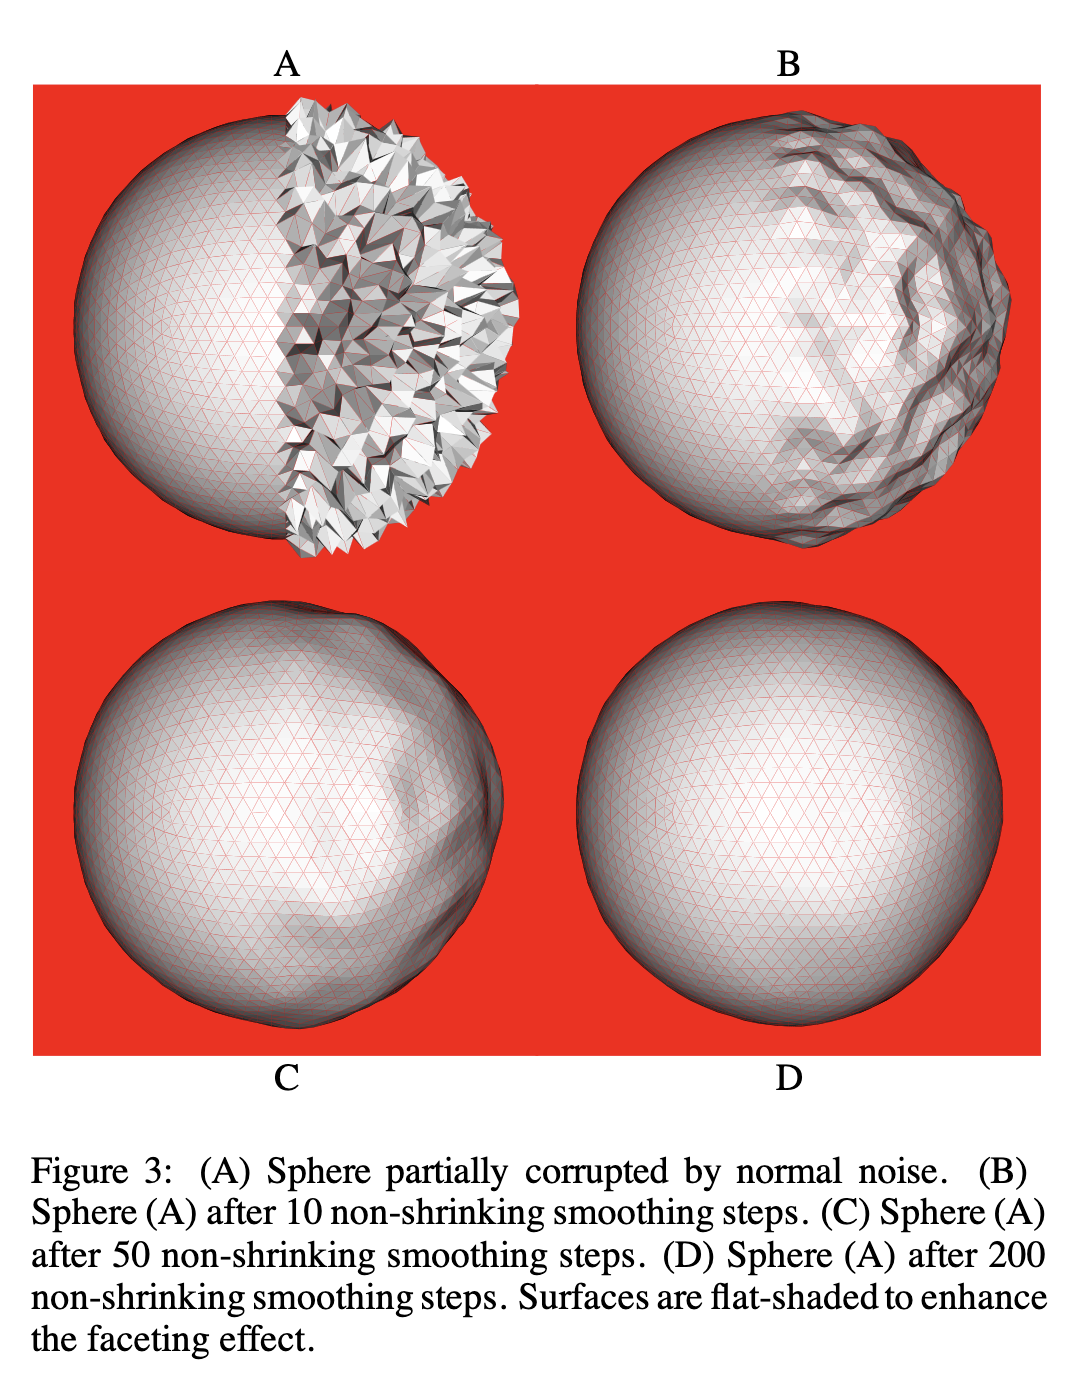 A
B
C
D
Figure 3: (A) Sphere partially corrupted by normal noise. (B)
Sphere (A) after 10 non-shrinking smoothing steps. (C) Sphere (A)
after 50 non-shrinking smoothing steps. (D) Sphere (A) after 200
non-shrinking smoothing steps. Surfaces are flat-shaded to enhance
the faceting effect.